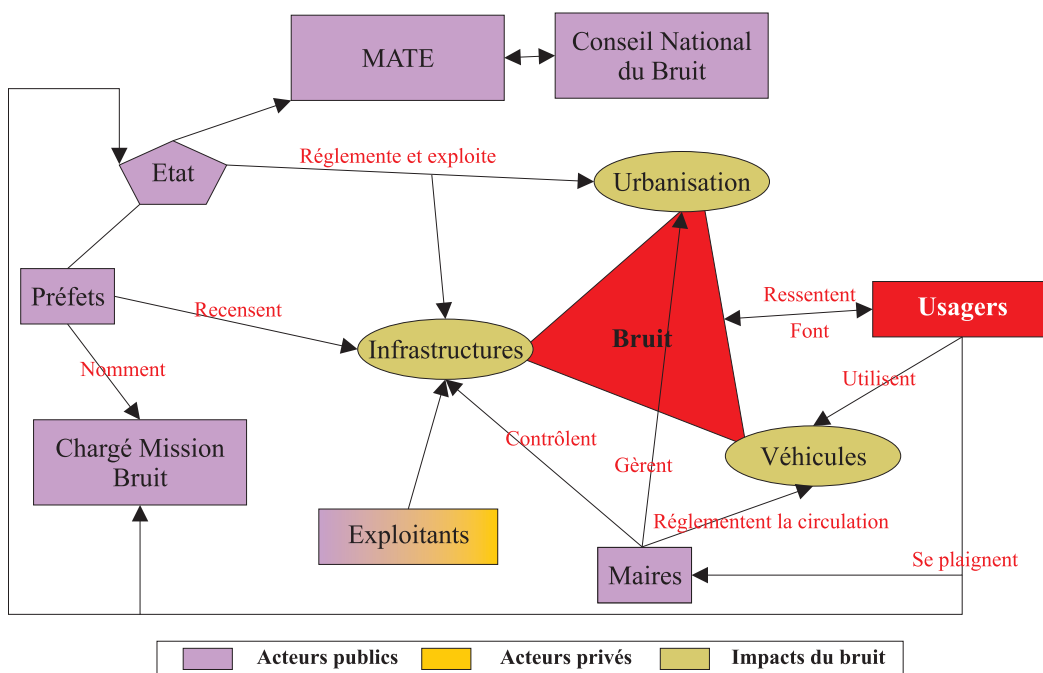 MATE
Conseil National
du Bruit
Réglemente et exploite
Etat
Urbanisation
Préfets
Recensent
Ressentent
Usagers
Font
Infrastructures
Bruit
Nomment
Utilisent
Chargé Mission
Bruit
Contrôlent
Gèrent
Véhicules
Exploitants
Réglementent la circulation
Maires
Se plaignent
Acteurs publics
Acteurs privés
Impacts du bruit